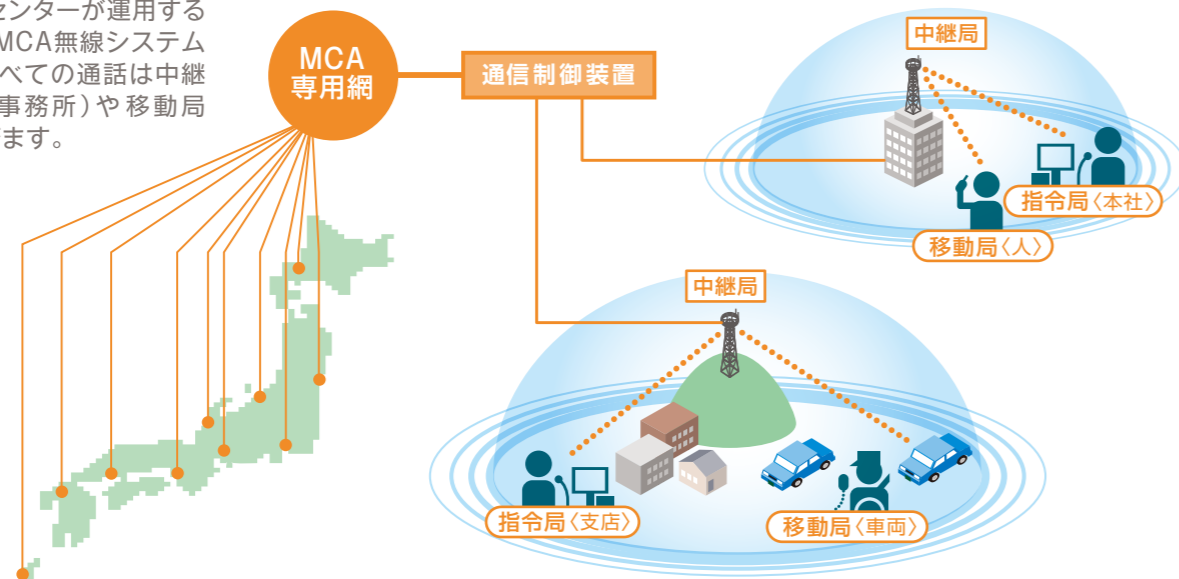 センターが運用する
MCA無線システム
べての通話は中継
事務所)や移動局
ます。
MCA
専用網
通信制御装置
中継局
指令局〈本社〉
移動局〈人〉
中継局
指令局〈支店〉
移動局〈車両〉